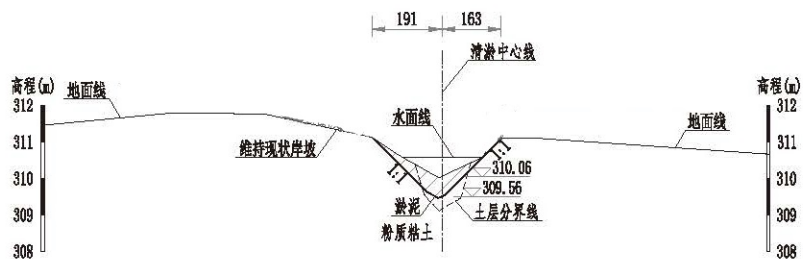 191
163
清淤中心线
高程(m)
312
311
310
309
308
地面线
维持现状岸坡
水面线
1:1
1:1
310.06
309.56
淤泥
粉质粘土
土层分界线
地面线
高程(m)
312
311
310
309
308